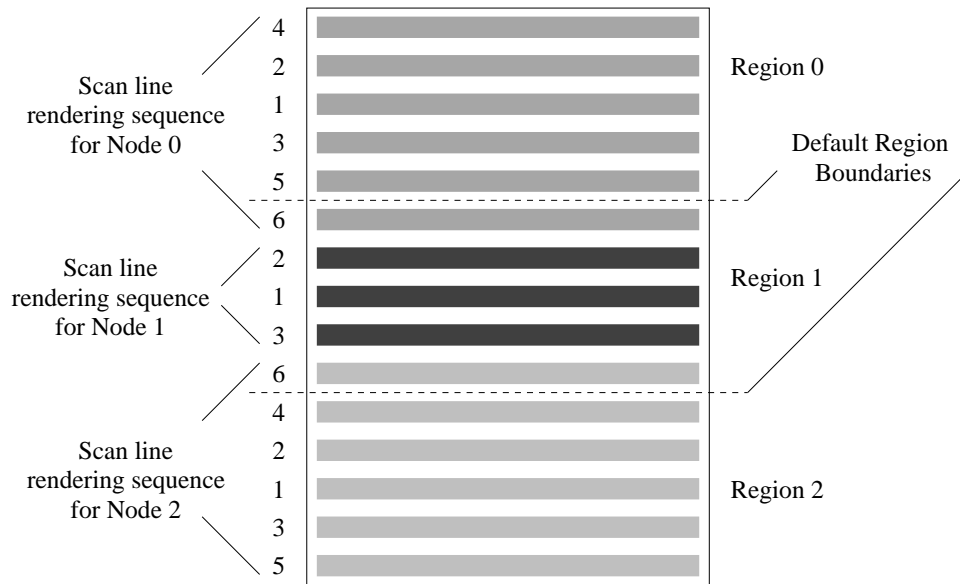 4
2
Region 0
Scan line
rendering sequence
for Node 0
1
3
Default Region
Boundaries
5
6
2
Scan line
rendering sequence
for Node 1
Region 1
1
3
6
4
2
Scan line
rendering sequence
for Node 2
1
Region 2
3
5